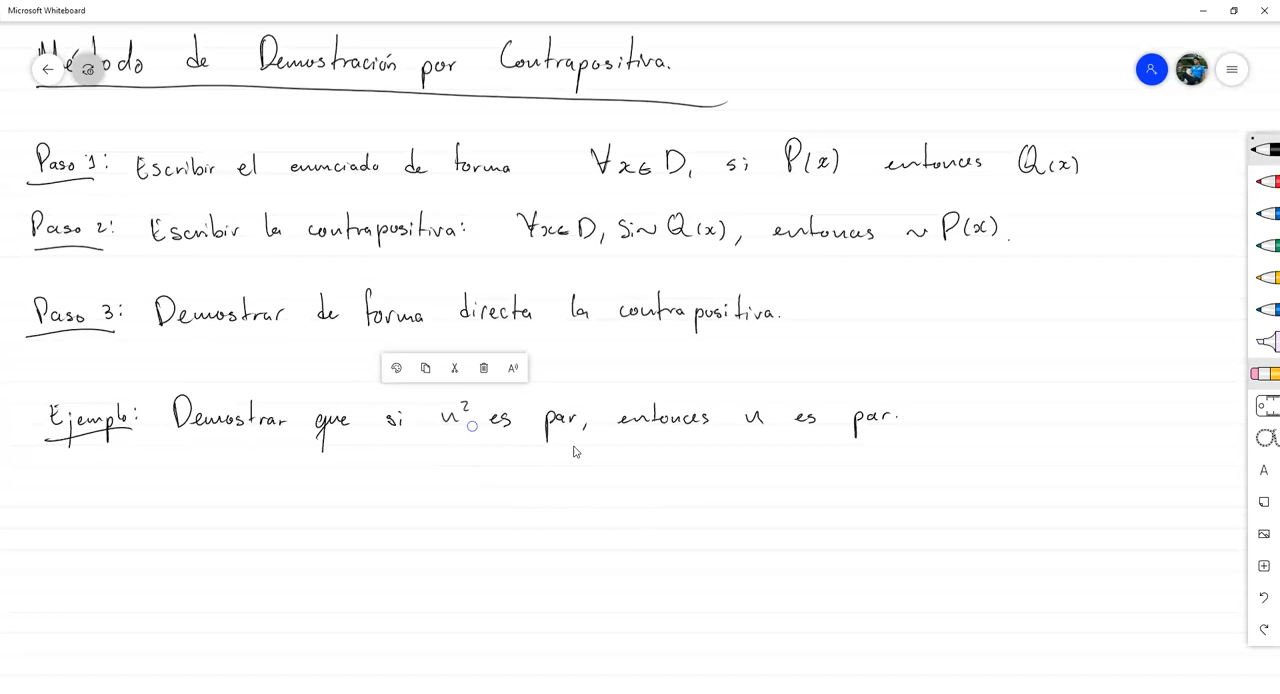 Microsoft Whiteboard
Método de Demostración por Contrapositiva.
Paso 1: Escribir el enunciado de forma ∀x∈D, si P(x) entonces Q(x)
Paso 2: Escribir la contrapositiva: ∀x∈D, si ~Q(x), entonces ~P(x).
Paso 3: Demostrar de forma directa la contrapositiva.
Ejemplo: Demostrar que si n² es par, entonces n es par.